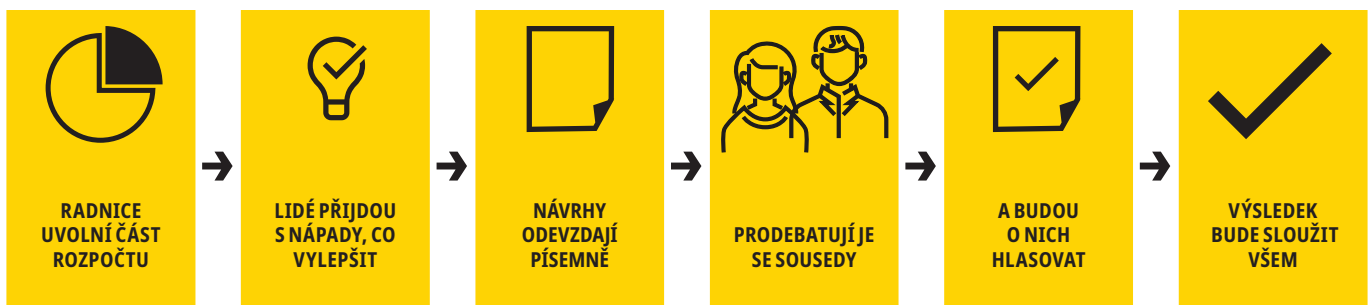 RADNICE
UVOLNÍ ČÁST
ROZPOČTU
LIDÉ PŘIJDOU
S NÁPADY, CO
VYLEPŠIT
NÁVRHY
ODEVZDAJÍ
PÍSEMNĚ
PRODEBATUJÍ JE
SE SOUSEDY
A BUDOU
O NICH
HLASOVAT
VÝSLEDEK
BUDE SLOUŽIT
VŠEM